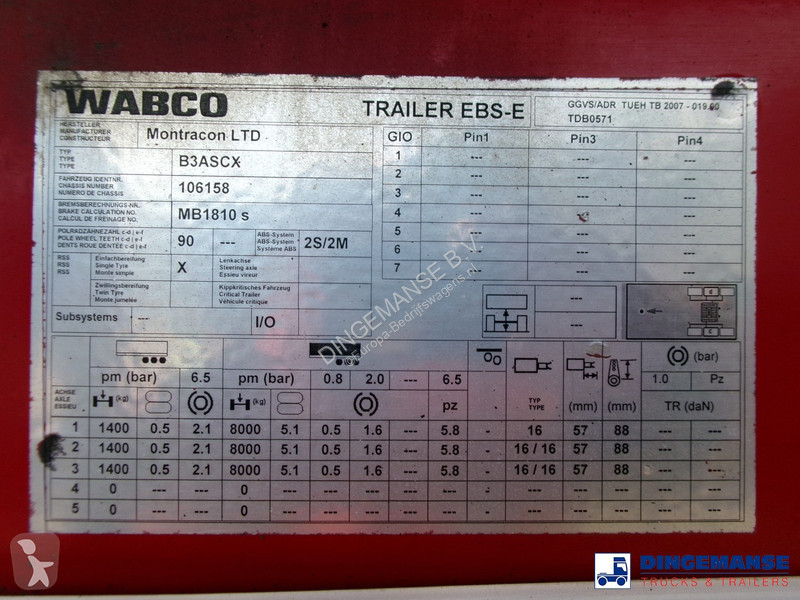 WABCO
TRAILER EBS-E
GGVS/ADR TUEH TB 2007 - 019.00
TDB0571
HERSTELLER
MANUFACTURER
CONSTRUCTEUR
Montracon LTD
GIO Pin1 Pin3 Pin4
TYP
TYPE
TYPE
B3ASCX
FAHRZEUG IDENTNR.
CHASSIS NUMBER
NUMERO DE CHASSIS
106158
BREMSBERECHNUNGS-NR.
BRAKE CALCULATION NO.
CALCUL DE FREINAGE NO.
MB1810 s
POLRADZÄHNEZAHL c-d | e-f
POLE WHEEL TEETH c-d | e-f
DENTS ROUE DENTEE c-d | e-f
90 ---
ABS-System
ABS-System
Système ABS
2S/2M
RSS Einfachbereifung
RSS Single Tyre
RSS Monte simple
X
Lenkachse
Steering axle
Essieu vireur
Zwillingsbereifung
Twin Tyre
Monte jumelée
Kippkritisches Fahrzeug
Critical Trailer
Véhicule critique
Subsystems --- I/O
1 --- --- ---
2 --- --- ---
3 --- --- ---
4 --- --- ---
5 --- --- ---
6 --- --- ---
7 --- --- ---
---
---
pm (bar) 6.5 pm (bar) 0.8 2.0 --- 6.5
(bar)
1.0 Pz
ACHSE
AXLE
ESSIEU
(kg) (kg) pz
TYP
TYPE
(mm) (mm) TR (daN)
1 1400 0.5 2.1 8000 5.1 0.5 1.6 --- 5.8 - 16 57 88 --- ---
2 1400 0.5 2.1 8000 5.1 0.5 1.6 --- 5.8 - 16 / 16 57 88 --- ---
3 1400 0.5 2.1 8000 5.1 0.5 1.6 --- 5.8 - 16 / 16 57 88 --- ---
4 0 --- --- 0 --- --- --- --- --- - --- --- --- --- ---
5 0 --- --- 0 --- --- --- --- --- - --- --- --- --- ---
DINGEMANSE B.V.
Europa-Bedrijfswagens.nl
DINGEMANSE
TRUCKS & TRAILERS